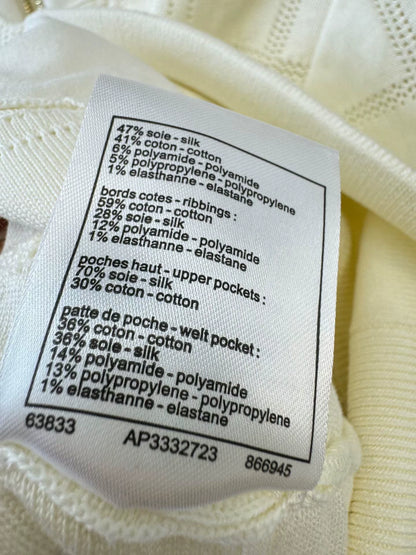 47% soie - silk
41% coton - cotton
6% polyamide - polyamide
5% polypropylene - polypropylene
1% elasthanne - elastane
bords cotes - ribbings :
59% coton - cotton
28% soie - silk
12% polyamide - polyamide
1% elasthanne - elastane
poches haut - upper pockets :
70% soie - silk
30% coton - cotton
patte de poche - welt pocket :
36% coton - cotton
36% soie - silk
14% polyamide - polyamide
13% polypropylene - polypropylene
1% elasthanne - elastane
63833 AP3332723 866945